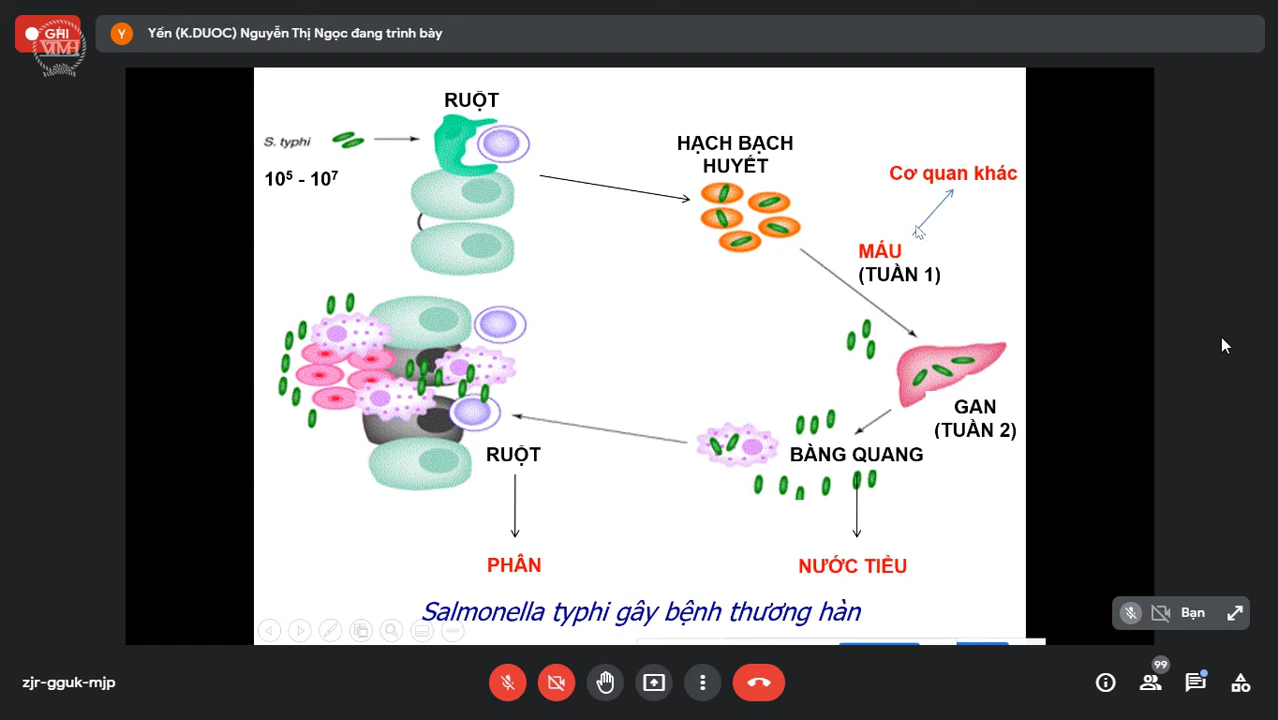 GHI
VTMH
Y
Yến (K.DUOC) Nguyễn Thị Ngọc đang trình bày
RUỘT
S. typhi
10⁵ - 10⁷
HẠCH BẠCH
HUYẾT
Cơ quan khác
MÁU
(TUẦN 1)
GAN
(TUẦN 2)
BÀNG QUANG
RUỘT
PHÂN
NƯỚC TIỂU
Salmonella typhi gây bệnh thương hàn
Bạn
zjr-gguk-mjp
99